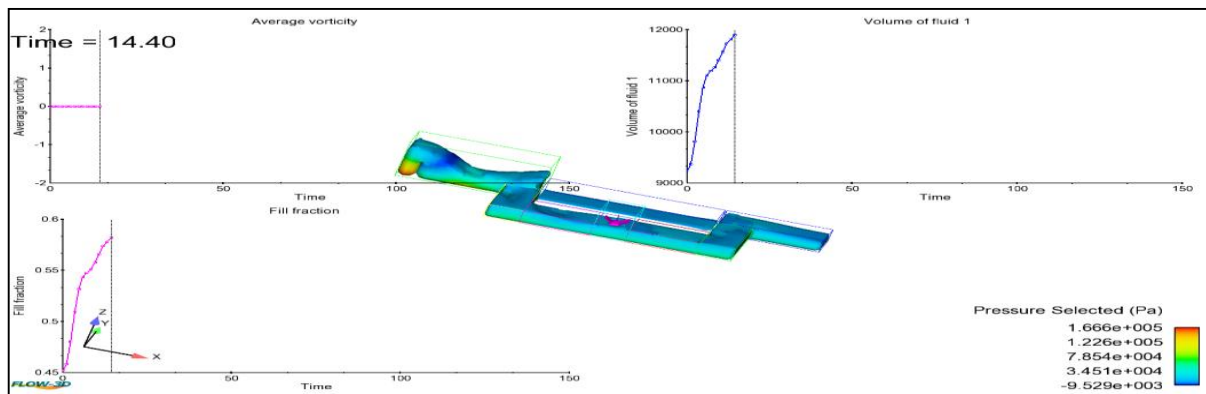 Average vorticity
Volume of fluid 1
Time = 14.40
2
1
0
-1
-2
Average vorticity
50
100
150
Time
12000
11000
10000
9000
Volume of fluid 1
0
50
100
150
Time
Fill fraction
0.6
0.55
0.5
0.45
Fill fraction
Z
Y
X
0
50
100
150
Time
FLOW-3D
Pressure Selected (Pa)
1.666e+005
1.226e+005
7.854e+004
3.451e+004
-9.529e+003